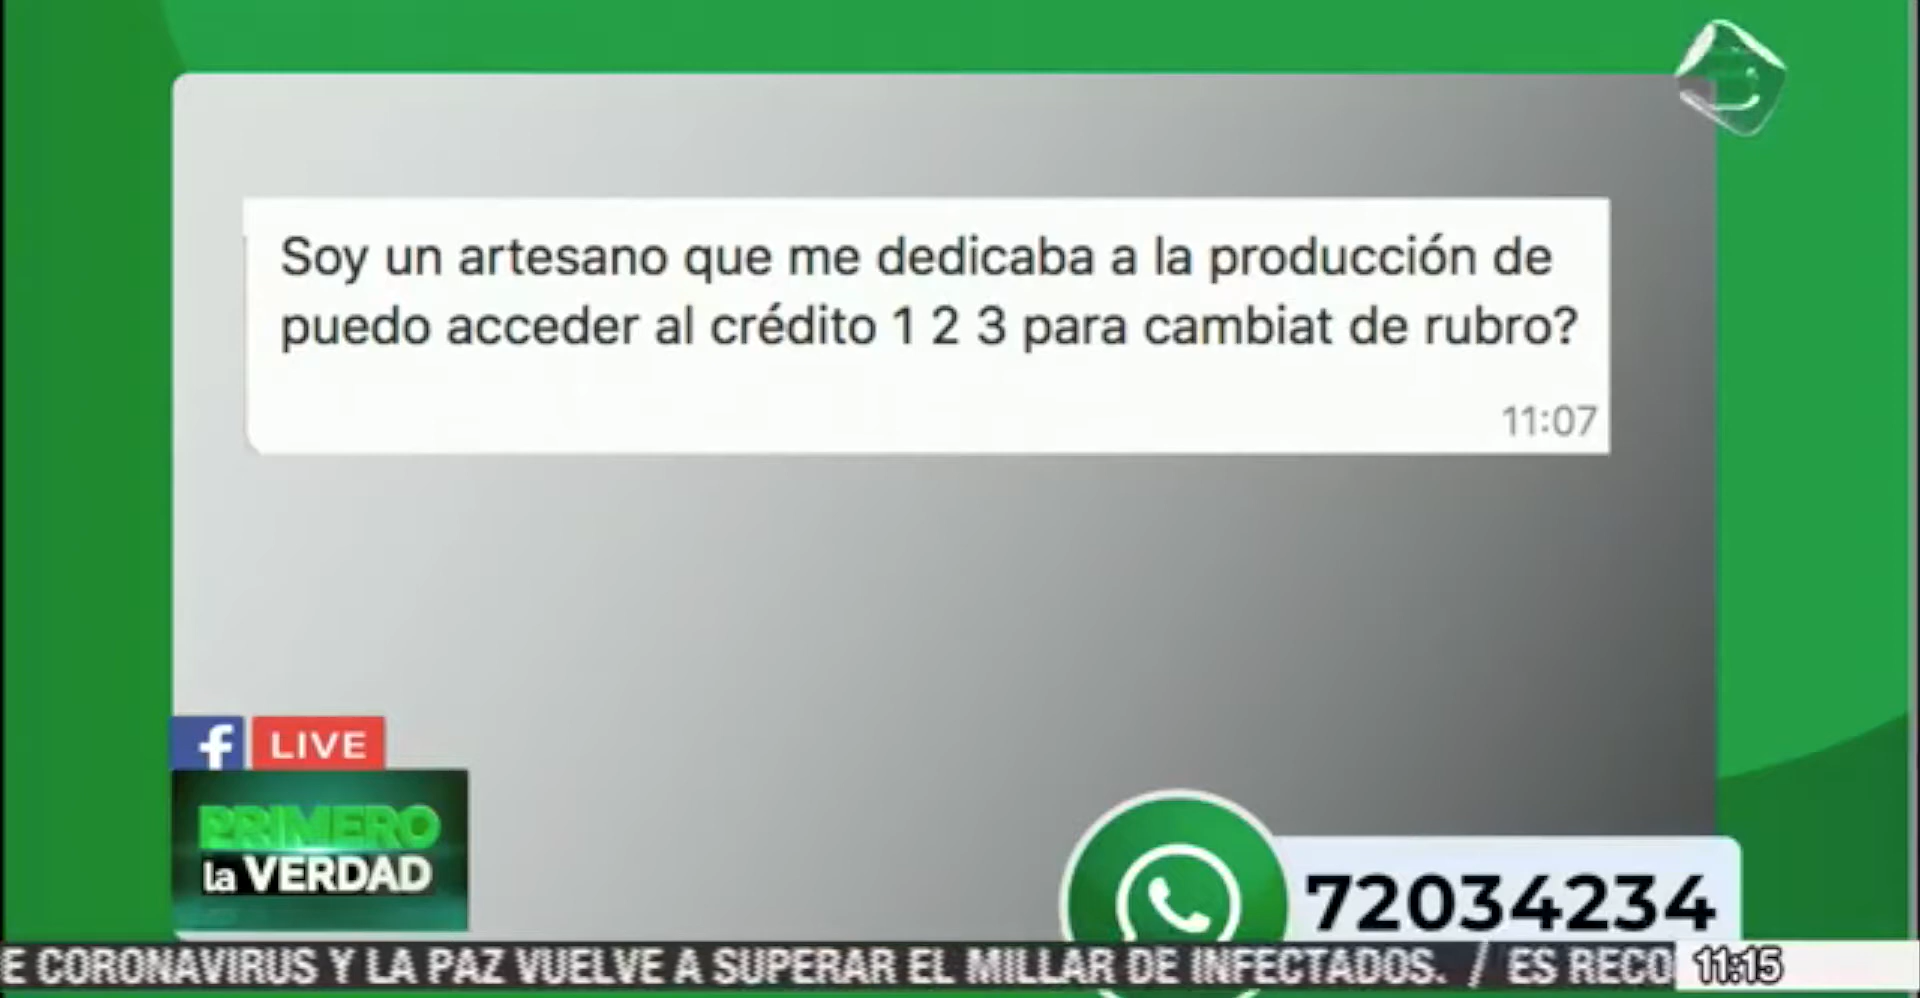 Soy un artesano que me dedicaba a la producción de
puedo acceder al crédito 1 2 3 para cambiat de rubro?
11:07
f LIVE
PRIMERO
la VERDAD
72034234
E CORONAVIRUS Y LA PAZ VUELVE A SUPERAR EL MILLAR DE INFECTADOS. / ES RECO 11:15